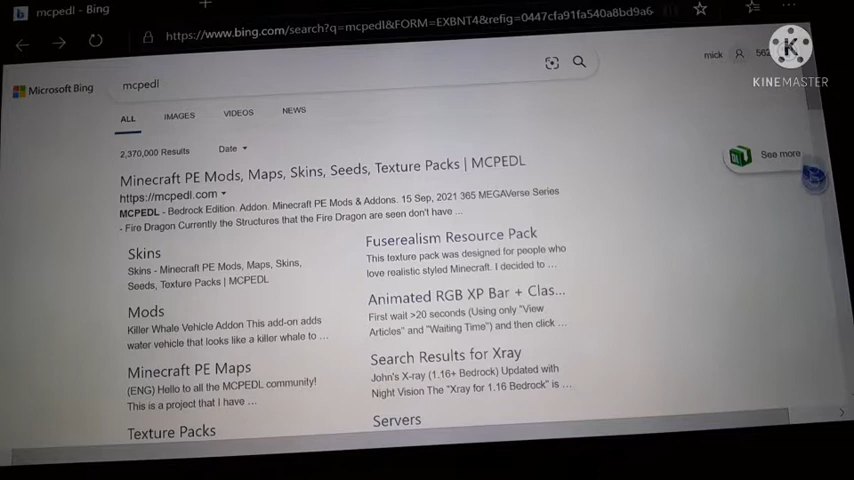 mcpedl - Bing
https://www.bing.com/search?q=mcpedl&FORM=EXBNT4&refig=0447cfa91fa540a8bd9a6
Microsoft Bing
mcpedl
mick
562
KINEMASTER
ALL
IMAGES
VIDEOS
NEWS
2,370,000 Results
Date
See more
Minecraft PE Mods, Maps, Skins, Seeds, Texture Packs | MCPEDL
https://mcpedl.com
MCPEDL - Bedrock Edition. Addon. Minecraft PE Mods & Addons. 15 Sep, 2021 365 MEGAVerse Series
- Fire Dragon Currently the Structures that the Fire Dragon are seen don't have ...
Skins
Skins - Minecraft PE Mods, Maps, Skins,
Seeds, Texture Packs | MCPEDL
Mods
Killer Whale Vehicle Addon This add-on adds
water vehicle that looks like a killer whale to ...
Minecraft PE Maps
(ENG) Hello to all the MCPEDL community!
This is a project that I have ...
Texture Packs
Fuserealism Resource Pack
This texture pack was designed for people who
love realistic styled Minecraft. I decided to ...
Animated RGB XP Bar + Clas...
First wait >20 seconds (Using only "View
Articles" and "Waiting Time") and then click ...
Search Results for Xray
John's X-ray (1.16+ Bedrock) Updated with
Night Vision The "Xray for 1.16 Bedrock" is ...
Servers